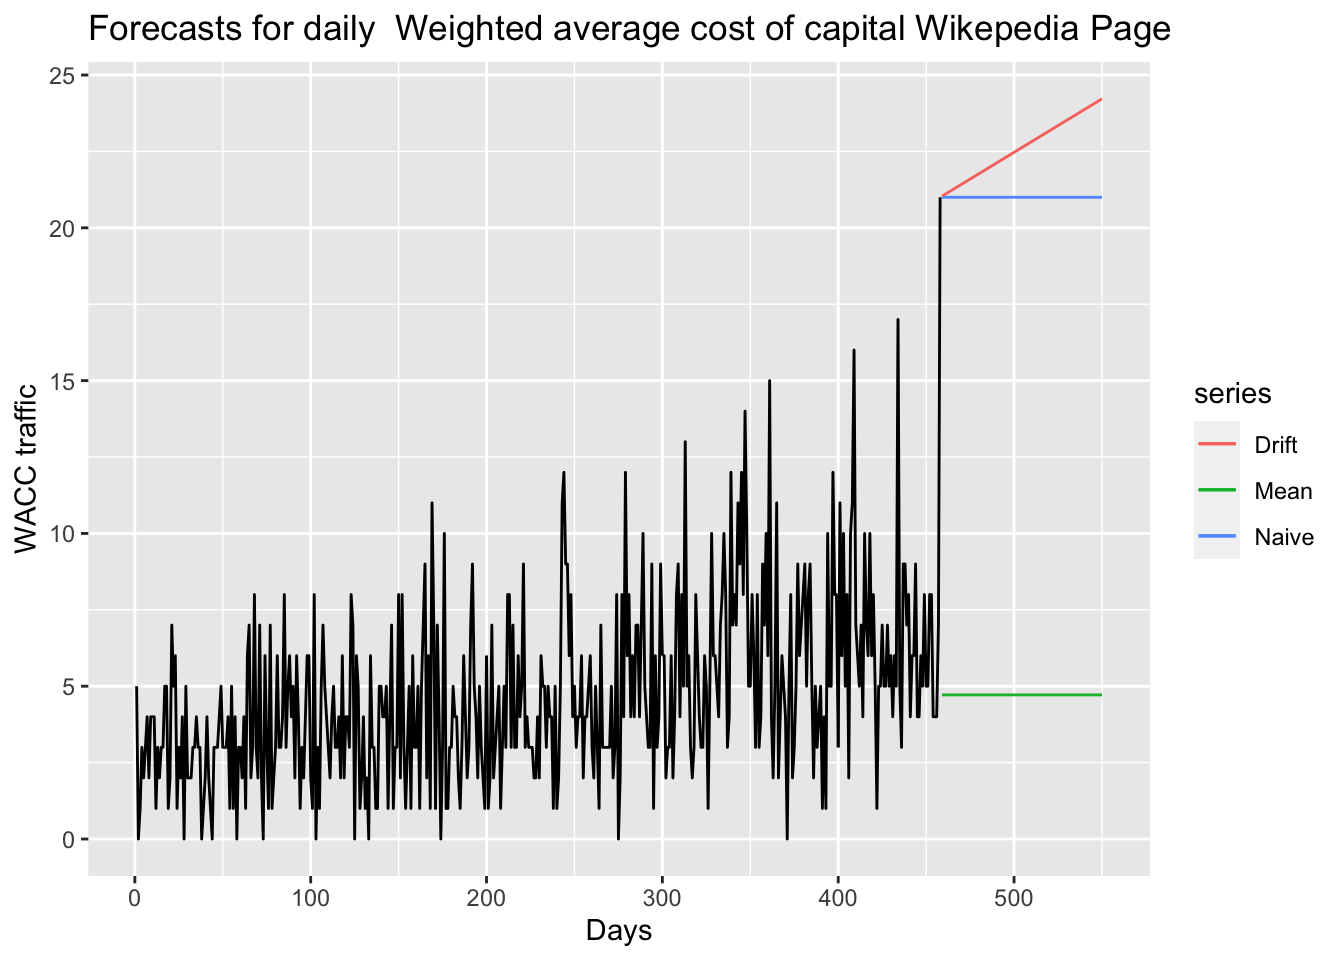 Forecasts for daily  Weighted average cost of capital Wikepedia Page
25
20
15
10
5
0
WACC traffic
0 100 200 300 400 500
Days
series
Drift
Mean
Naive